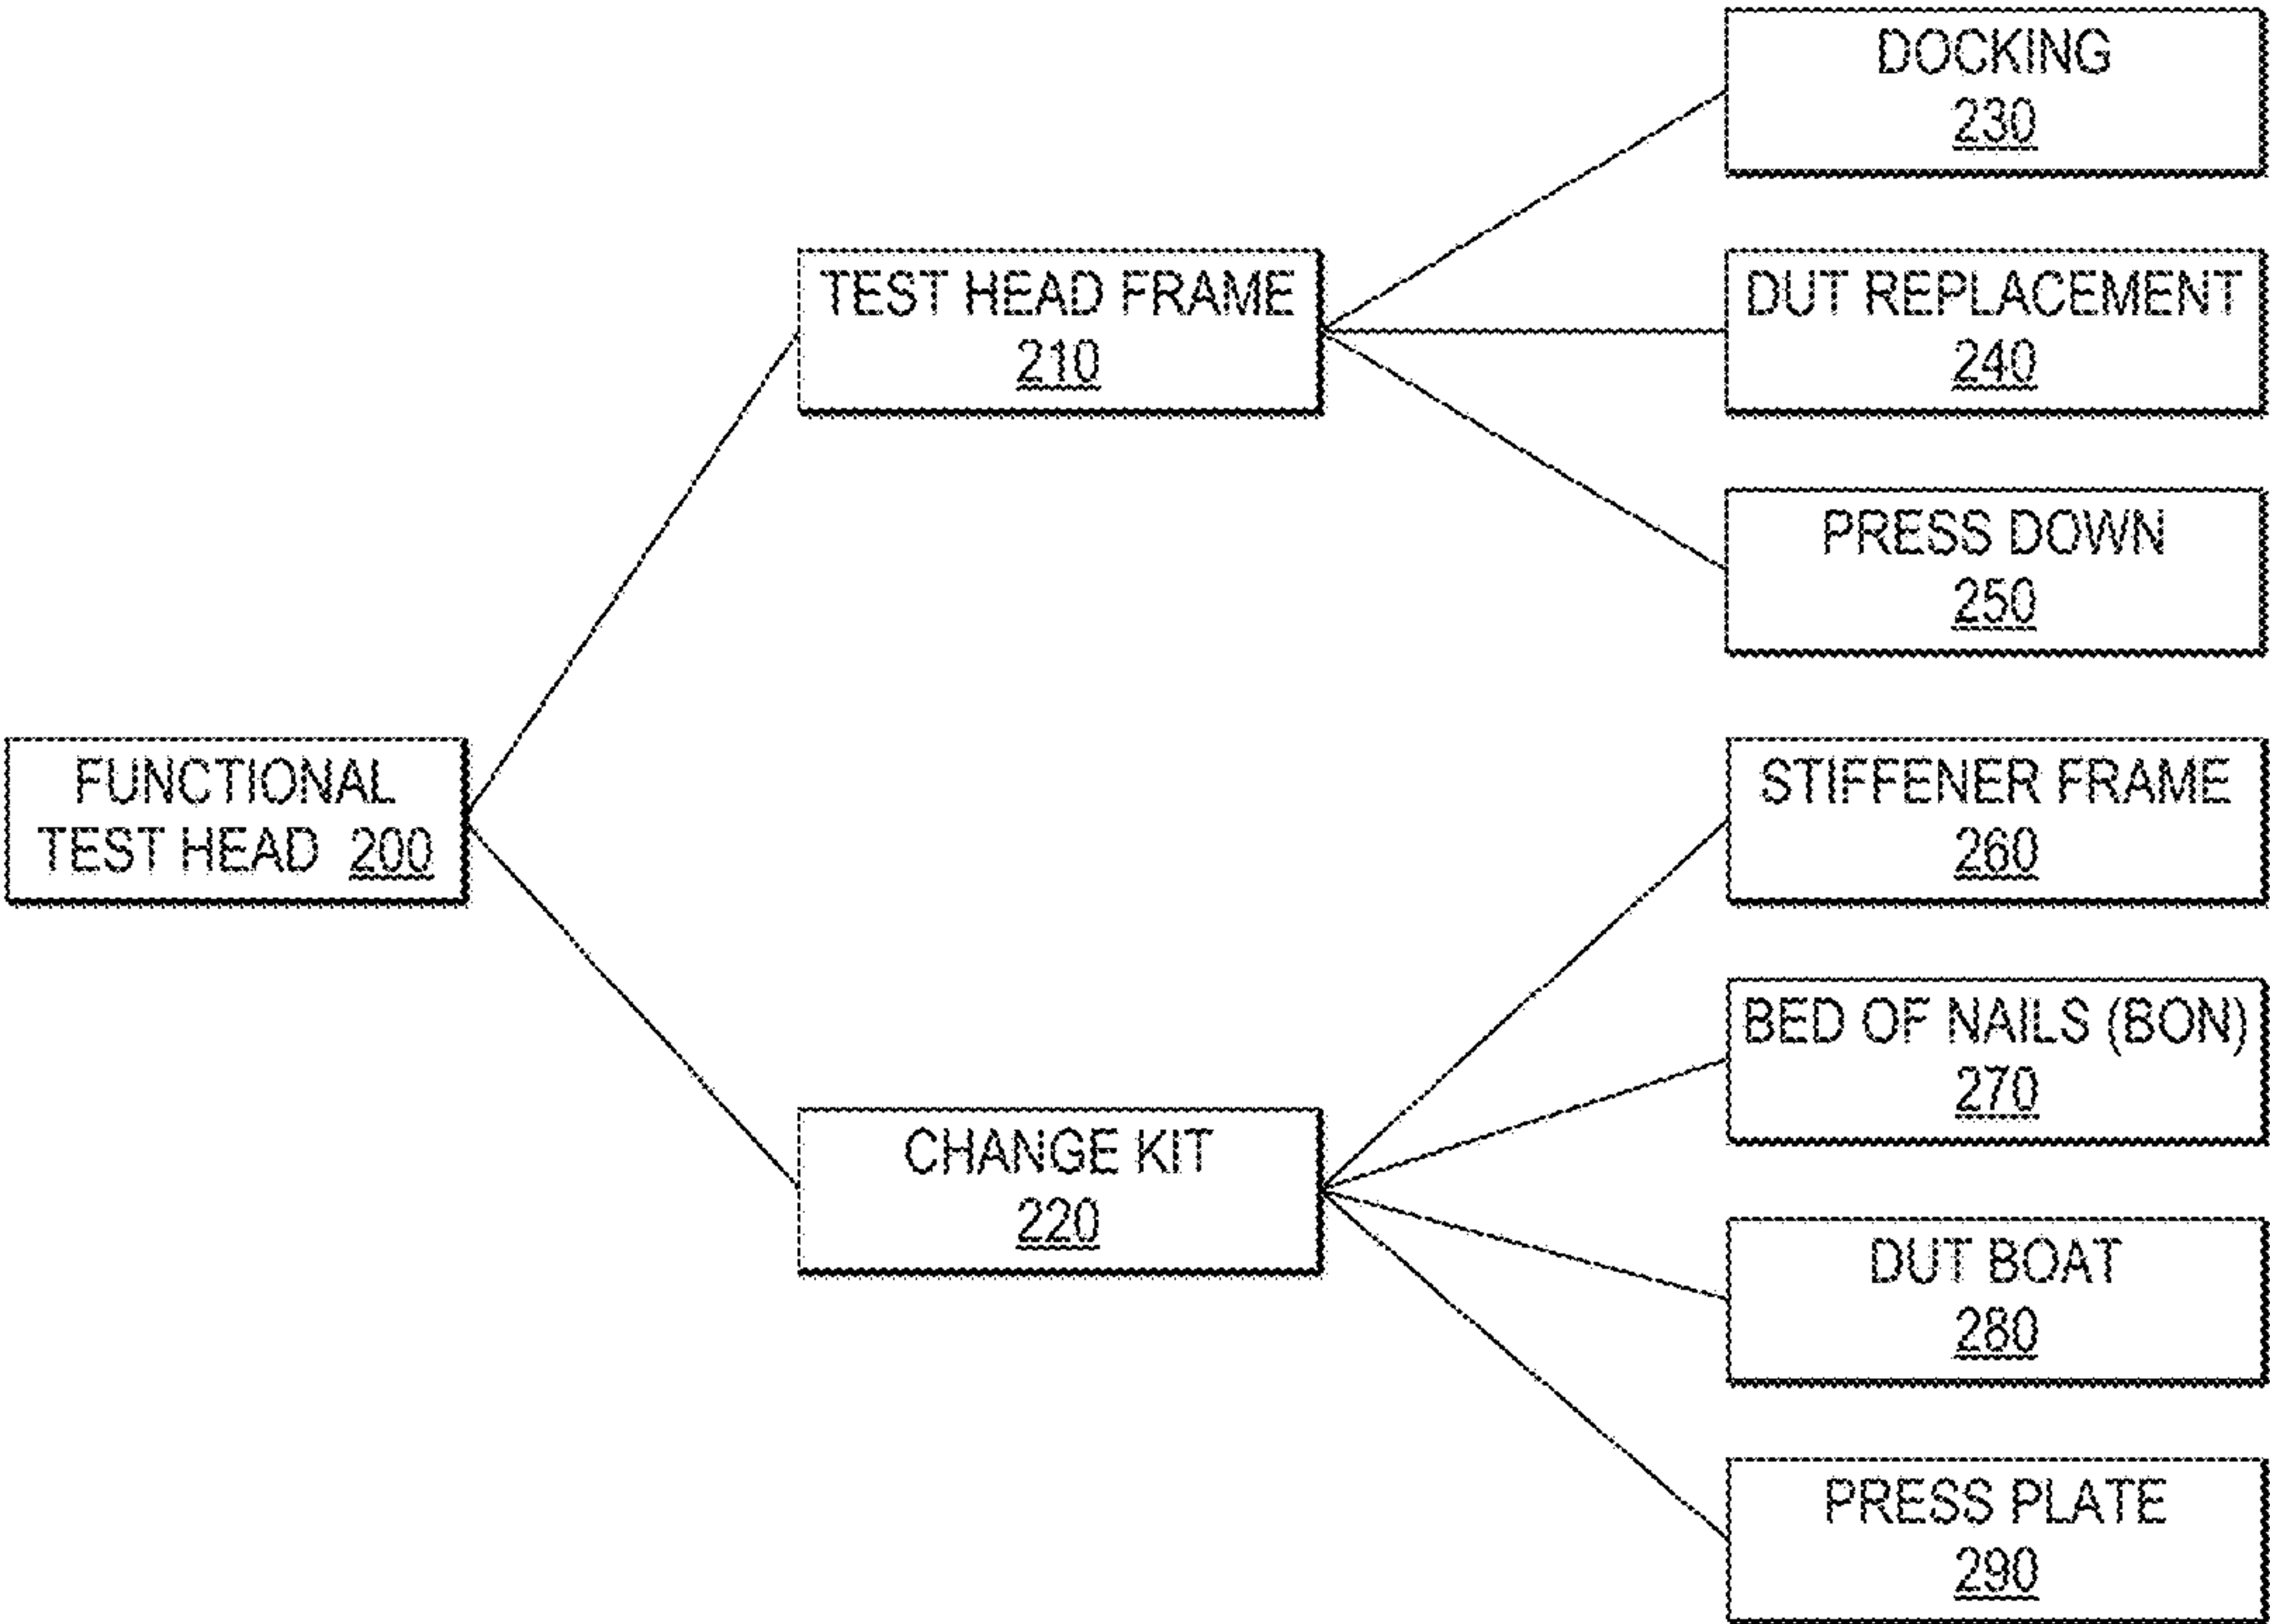 DOCKING
230
TEST HEAD FRAME
210
DUT REPLACEMENT
240
PRESS DOWN
250
FUNCTIONAL
TEST HEAD 200
STIFFENER FRAME
260
BED OF NAILS (BON)
270
CHANGE KIT
220
DUT BOAT
280
PRESS PLATE
290